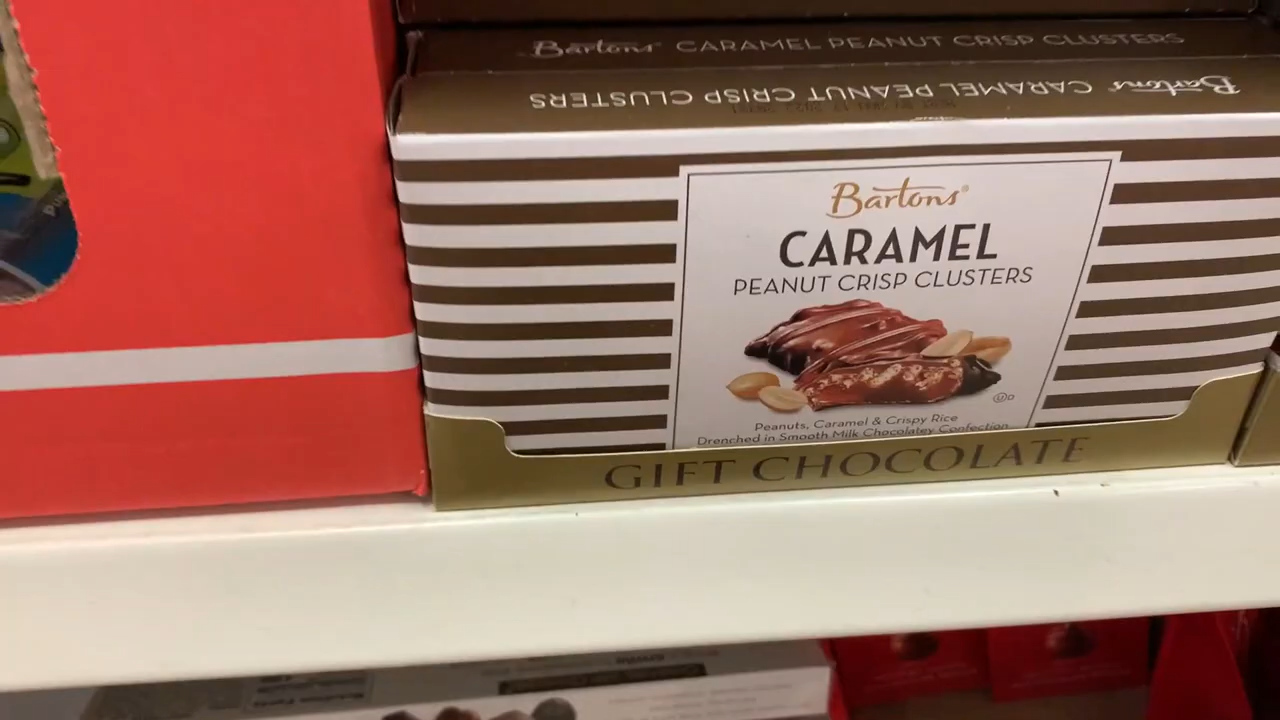 Bartons CARAMEL PEANUT CRISP CLUSTERS
Bartons CARAMEL PEANUT CRISP CLUSTERS
Bartons®
CARAMEL
PEANUT CRISP CLUSTERS
Peanuts, Caramel & Crispy Rice
Drenched in Smooth Milk Chocolatey Confection
GIFT CHOCOLATE